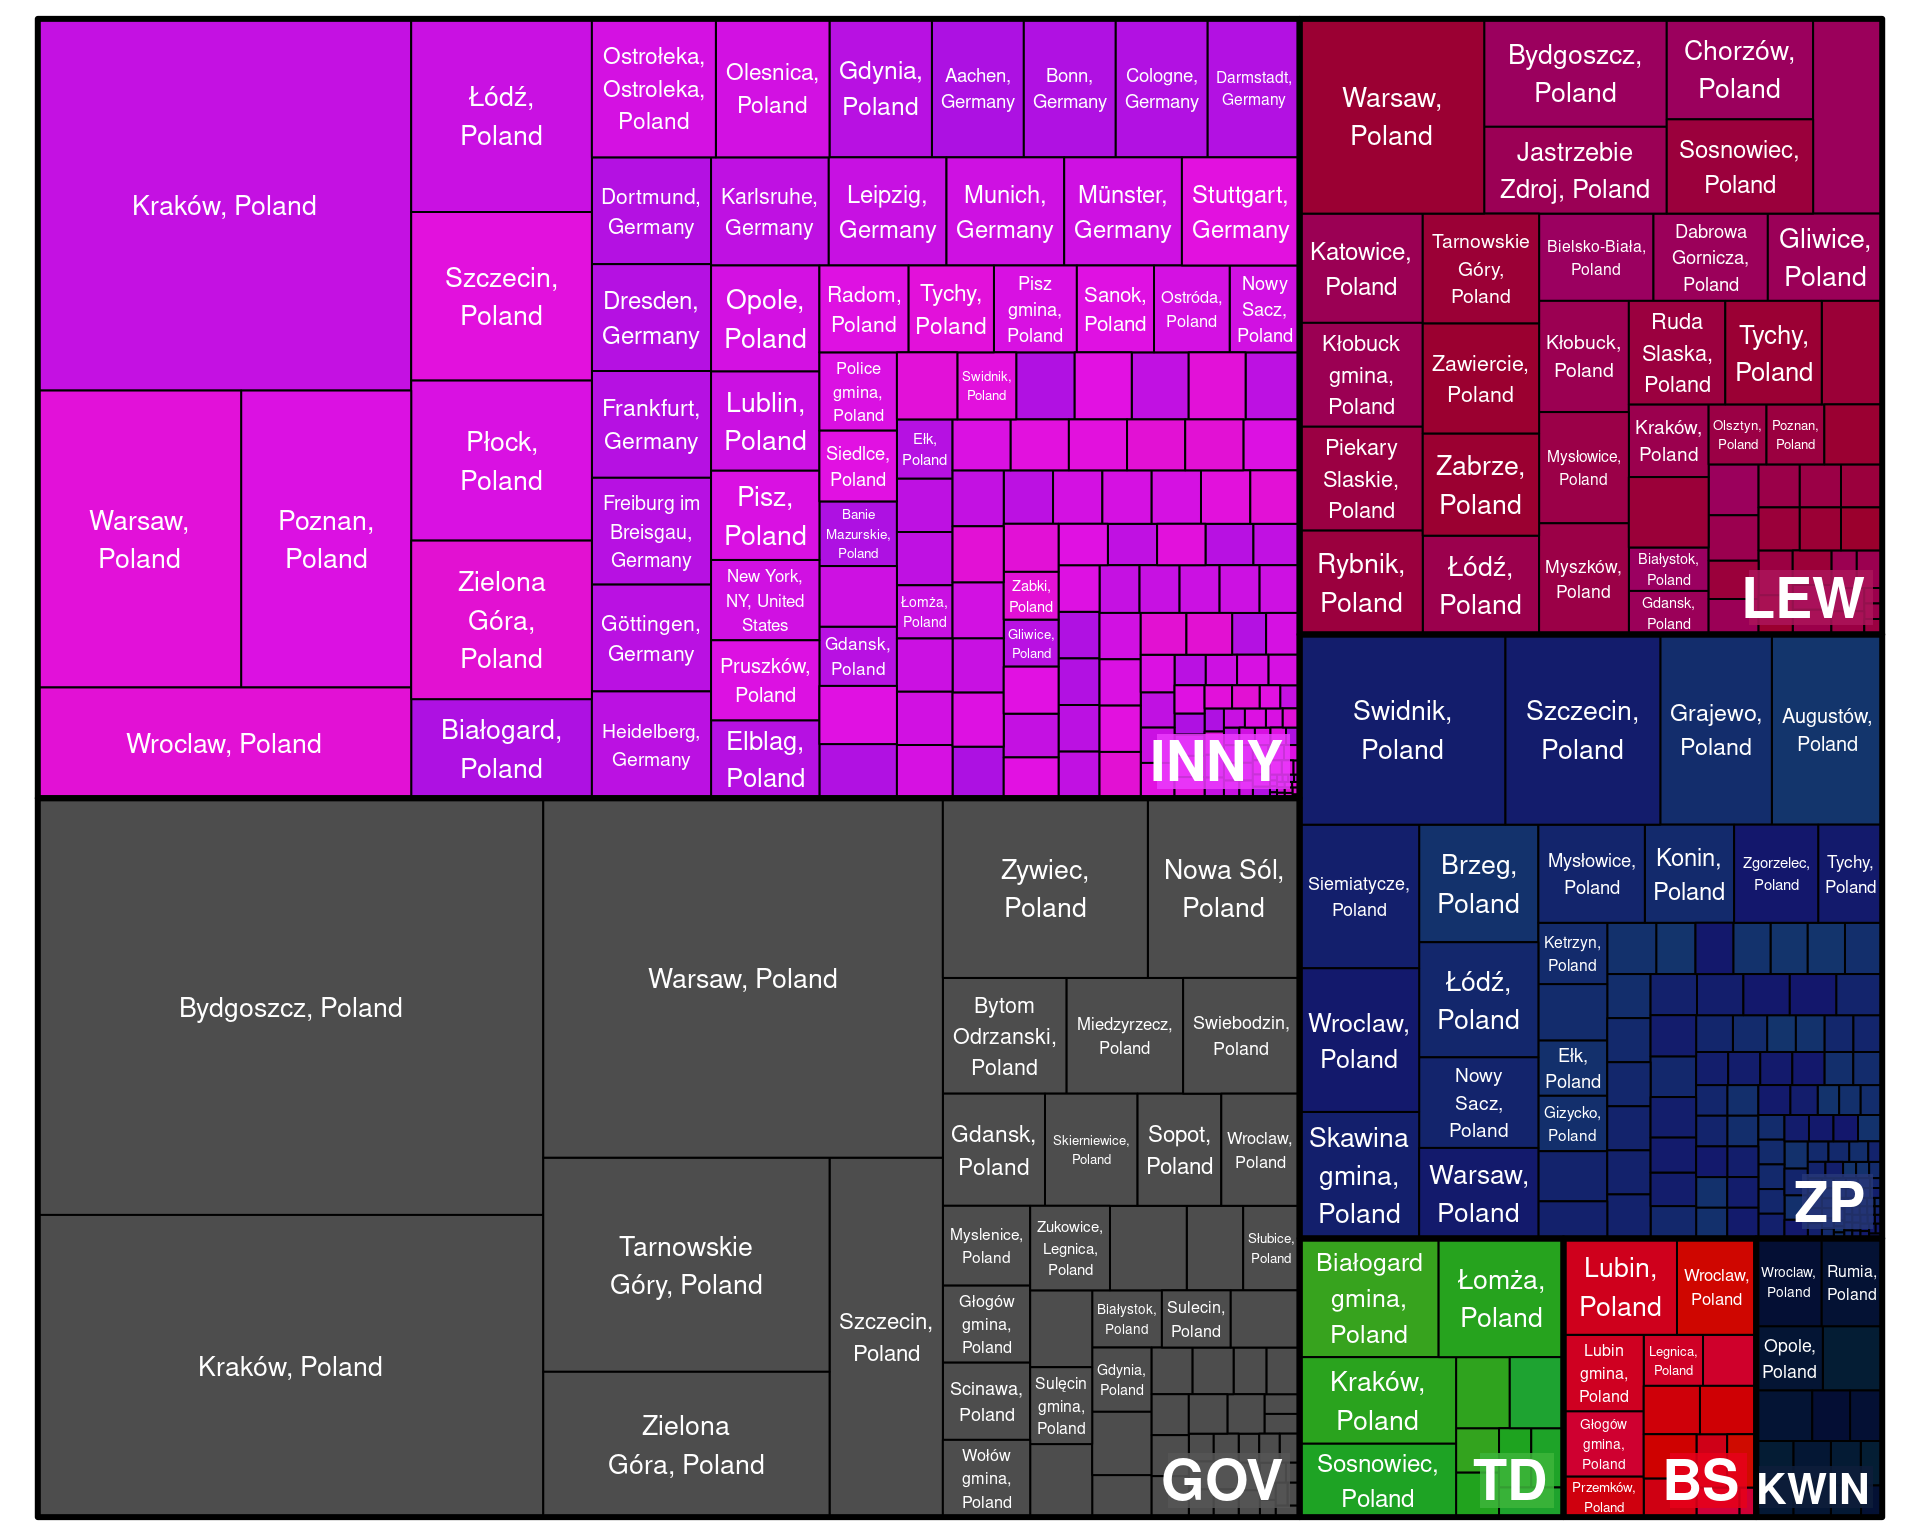 Kraków, Poland
Warsaw,
Poland
Poznan,
Poland
Wroclaw, Poland
Łódź,
Poland
Szczecin,
Poland
Płock,
Poland
Zielona
Góra,
Poland
Białogard,
Poland
Ostrołeka,
Ostroleka,
Poland
Olesnica,
Poland
Gdynia,
Poland
Aachen,
Germany
Bonn,
Germany
Cologne,
Germany
Darmstadt,
Germany
Dortmund,
Germany
Karlsruhe,
Germany
Leipzig,
Germany
Munich,
Germany
Münster,
Germany
Stuttgart,
Germany
Dresden,
Germany
Frankfurt,
Germany
Freiburg im
Breisgau,
Germany
Göttingen,
Germany
Heidelberg,
Germany
Opole,
Poland
Lublin,
Poland
Pisz,
Poland
New York,
NY, United
States
Pruszków,
Poland
Elblag,
Poland
Radom,
Poland
Tychy,
Poland
Pisz
gmina,
Poland
Sanok,
Poland
Ostróda,
Poland
Nowy
Sacz,
Poland
Police
gmina,
Poland
Siedlce,
Poland
Banie
Mazurskie,
Poland
Gdansk,
Poland
Swidnik,
Poland
Ełk,
Poland
Łomża,
Poland
Zabki,
Poland
Gliwice,
Poland
INNY
Warsaw,
Poland
Bydgoszcz,
Poland
Jastrzebie
Zdroj, Poland
Chorzów,
Poland
Sosnowiec,
Poland
Katowice,
Poland
Kłobuck
gmina,
Poland
Piekary
Slaskie,
Poland
Rybnik,
Poland
Tarnowskie
Góry,
Poland
Zawiercie,
Poland
Zabrze,
Poland
Łódź,
Poland
Bielsko-Biała,
Poland
Dabrowa
Gornicza,
Poland
Gliwice,
Poland
Kłobuck,
Poland
Mysłowice,
Poland
Myszków,
Poland
Ruda
Slaska,
Poland
Tychy,
Poland
Kraków,
Poland
Olsztyn,
Poland
Poznan,
Poland
Białystok,
Poland
Gdansk,
Poland
LEW
Bydgoszcz, Poland
Kraków, Poland
Warsaw, Poland
Tarnowskie
Góry, Poland
Zielona
Góra, Poland
Szczecin,
Poland
Zywiec,
Poland
Nowa Sól,
Poland
Bytom
Odrzanski,
Poland
Miedzyrzecz,
Poland
Swiebodzin,
Poland
Gdansk,
Poland
Skierniewice,
Poland
Sopot,
Poland
Wroclaw,
Poland
Myslenice,
Poland
Głogów
gmina,
Poland
Scinawa,
Poland
Wołów
gmina,
Poland
Zukowice,
Legnica,
Poland
Słubice,
Poland
Sulęcin
gmina,
Poland
Białystok,
Poland
Sulecin,
Poland
Gdynia,
Poland
GOV
Swidnik,
Poland
Szczecin,
Poland
Grajewo,
Poland
Augustów,
Poland
Siemiatycze,
Poland
Wroclaw,
Poland
Skawina
gmina,
Poland
Brzeg,
Poland
Łódź,
Poland
Nowy
Sacz,
Poland
Warsaw,
Poland
Mysłowice,
Poland
Konin,
Poland
Zgorzelec,
Poland
Tychy,
Poland
Ketrzyn,
Poland
Ełk,
Poland
Gizycko,
Poland
ZP
Białogard
gmina,
Poland
Łomża,
Poland
Kraków,
Poland
Sosnowiec,
Poland
TD
Lubin,
Poland
Wroclaw,
Poland
Lubin
gmina,
Poland
Legnica,
Poland
Głogów
gmina,
Poland
Przemków,
Poland
BS
Wroclaw,
Poland
Rumia,
Poland
Opole,
Poland
KWIN